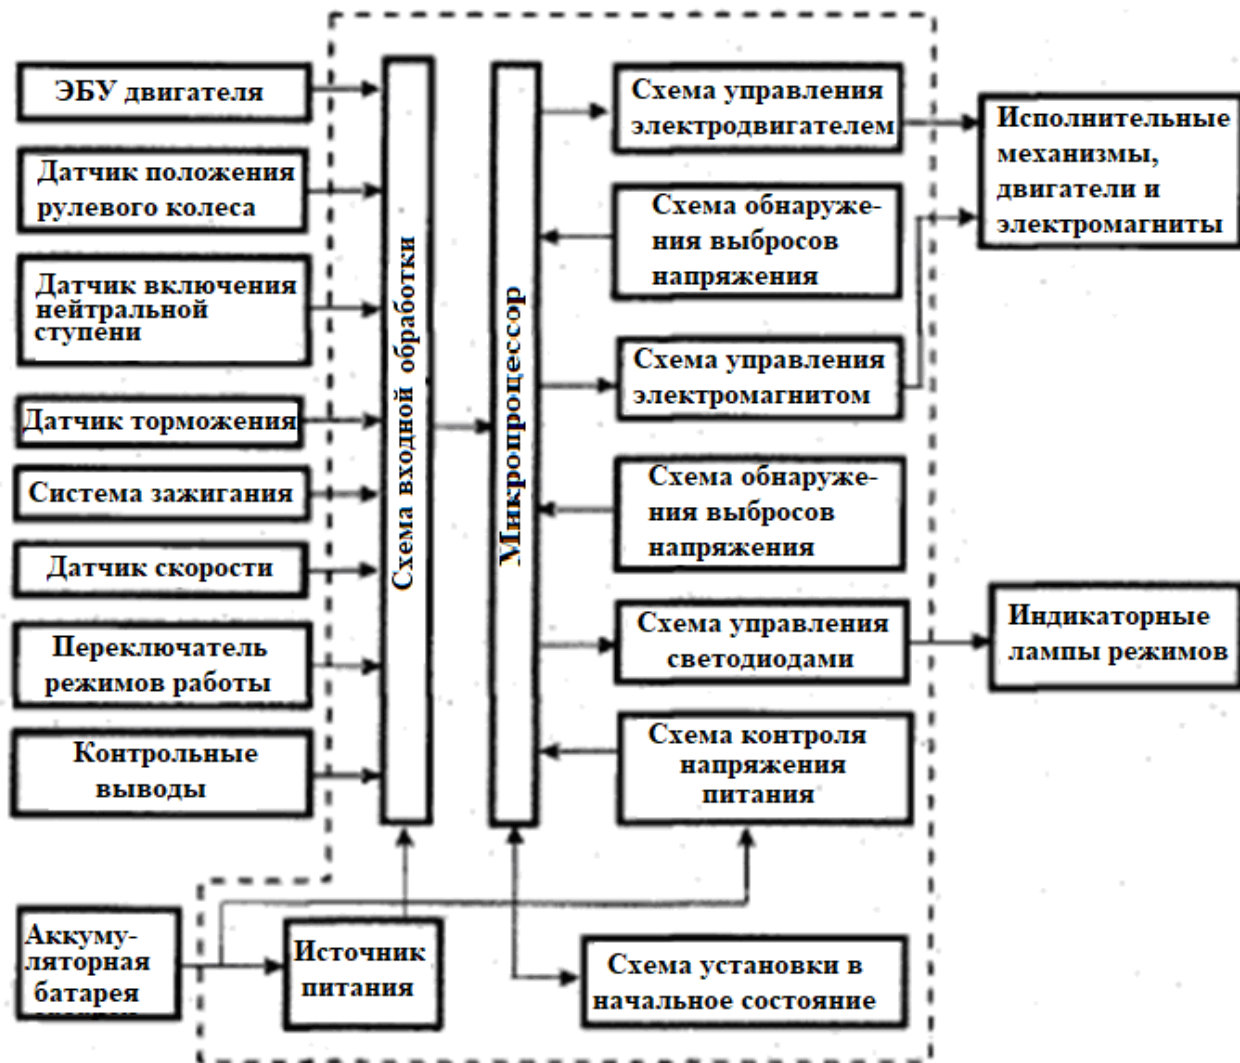 ЭБУ двигателя
Датчик положения
рулевого колеса
Датчик включения
нейтральной
ступени
Датчик торможения
Система зажигания
Датчик скорости
Переключатель
режимов работы
Контрольные
выводы
Аккуму-
ляторная
батарея
Схема входной обработки
Источник
питания
Микропроцессор
Схема управления
электродвигателем
Схема обнаруже-
ния выбросов
напряжения
Схема управления
электромагнитом
Схема обнаруже-
ния выбросов
напряжения
Схема управления
светодиодами
Схема контроля
напряжения
питания
Схема установки в
начальное состояние
Исполнительные
механизмы,
двигатели и
электромагниты
Индикаторные
лампы режимов